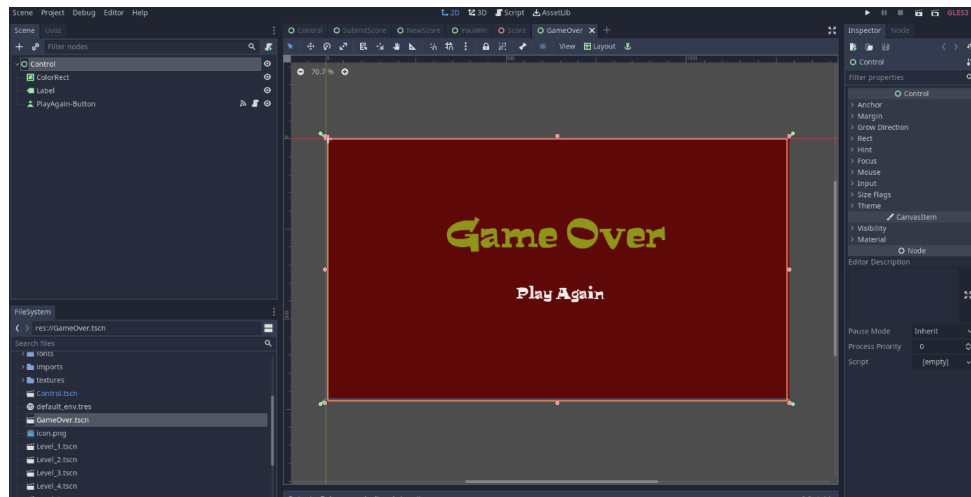 Scene Project Debug Editor Help
2D 3D Script AssetLib
GLES3
Scene Uvoz
Filter nodes
Control
ColorRect
Label
PlayAgain-Button
FileSystem
res://GameOver.tscn
Search files
fonts
imports
textures
Control.tscn
default_env.tres
GameOver.tscn
icon.png
Level_1.tscn
Level_2.tscn
Level_3.tscn
Level_4.tscn
Control SubmitScore NewScore YouWin Score GameOver
View Layout
70.7 %
Game Over
Play Again
Inspector Node
Control
Filter properties
Control
Anchor
Margin
Grow Direction
Rect
Hint
Focus
Mouse
Input
Size Flags
Theme
CanvasItem
Visibility
Material
Node
Editor Description
Pause Mode Inherit
Process Priority 0
Script [empty]